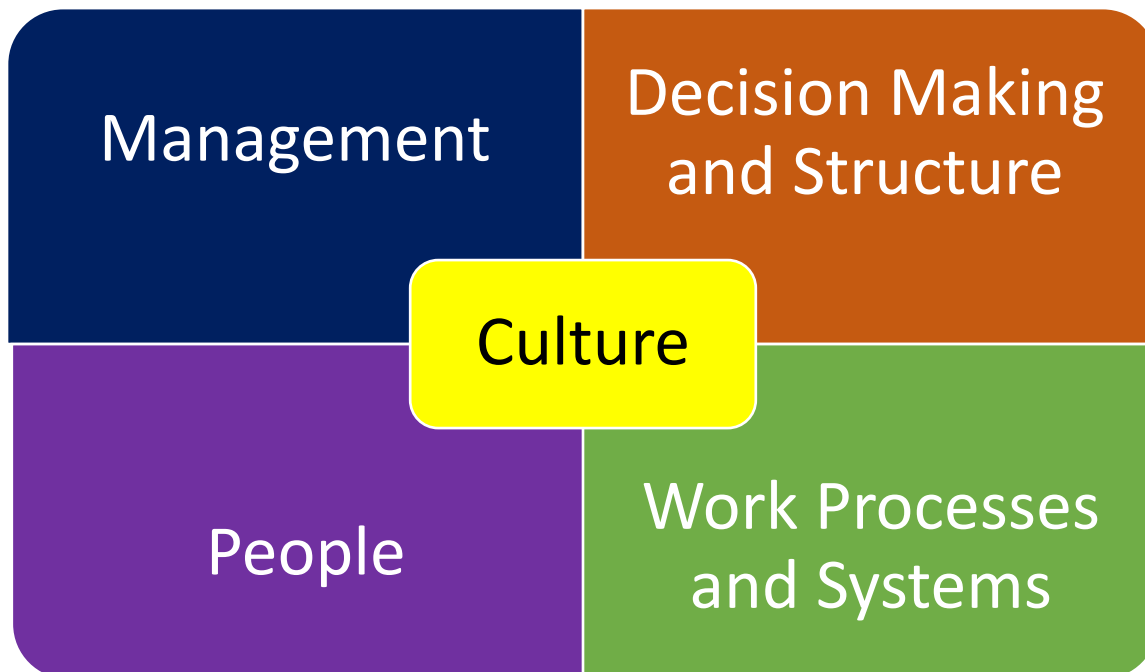 Management
Decision Making
and Structure
Culture
People
Work Processes
and Systems